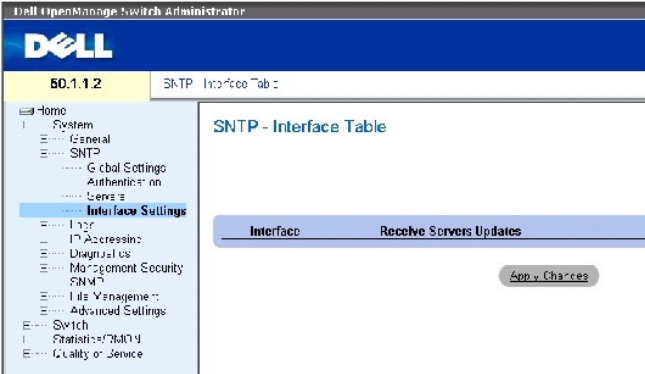 Dell OpenManage Switch Administrator
DELL
50.1.1.2
SNTP Interface Table
Home
System
General
SNTP
Global Settings
Authentication
Servers
Interface Settings
Logs
IP Addressing
Diagnostics
Management Security
SNMP
File Management
Advanced Settings
Switch
Statistics/RMON
Quality of Service
SNTP - Interface Table
Interface Receive Servers Updates
Apply Changes